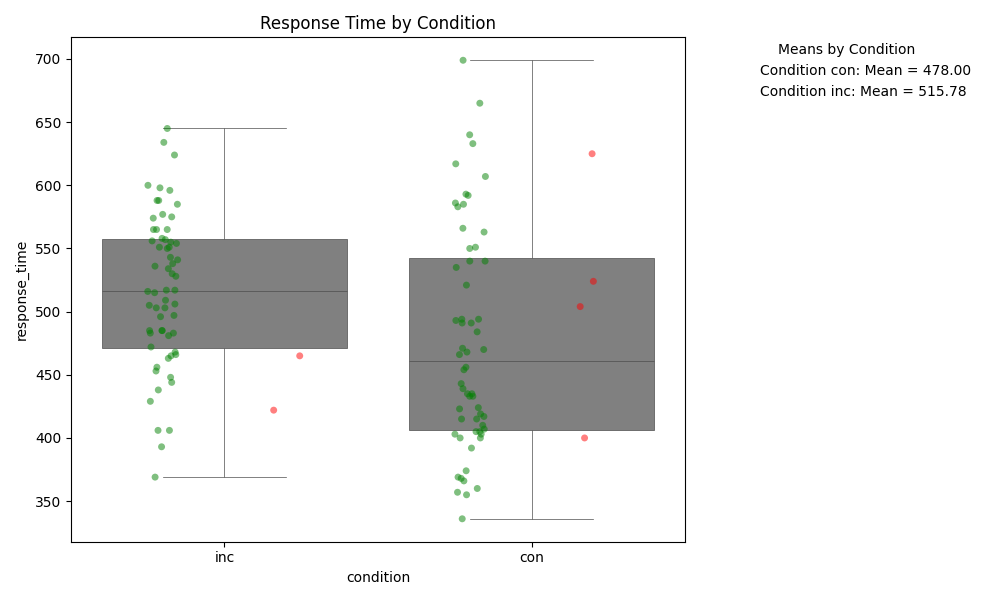 Response Time by Condition
Means by Condition
Condition con: Mean = 478.00
Condition inc: Mean = 515.78
700
650
600
550
500
450
400
350
response_time
inc
con
condition